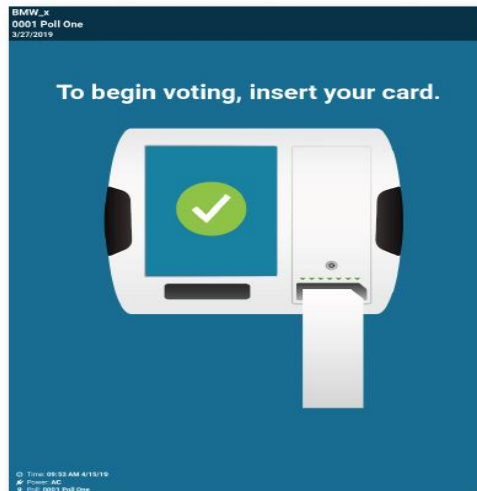 BMW_x
0001 Poll One
3/27/2019
To begin voting, insert your card.
Time: 09:53 AM 4/15/19
Power: AC
Poll: 0001 Poll One